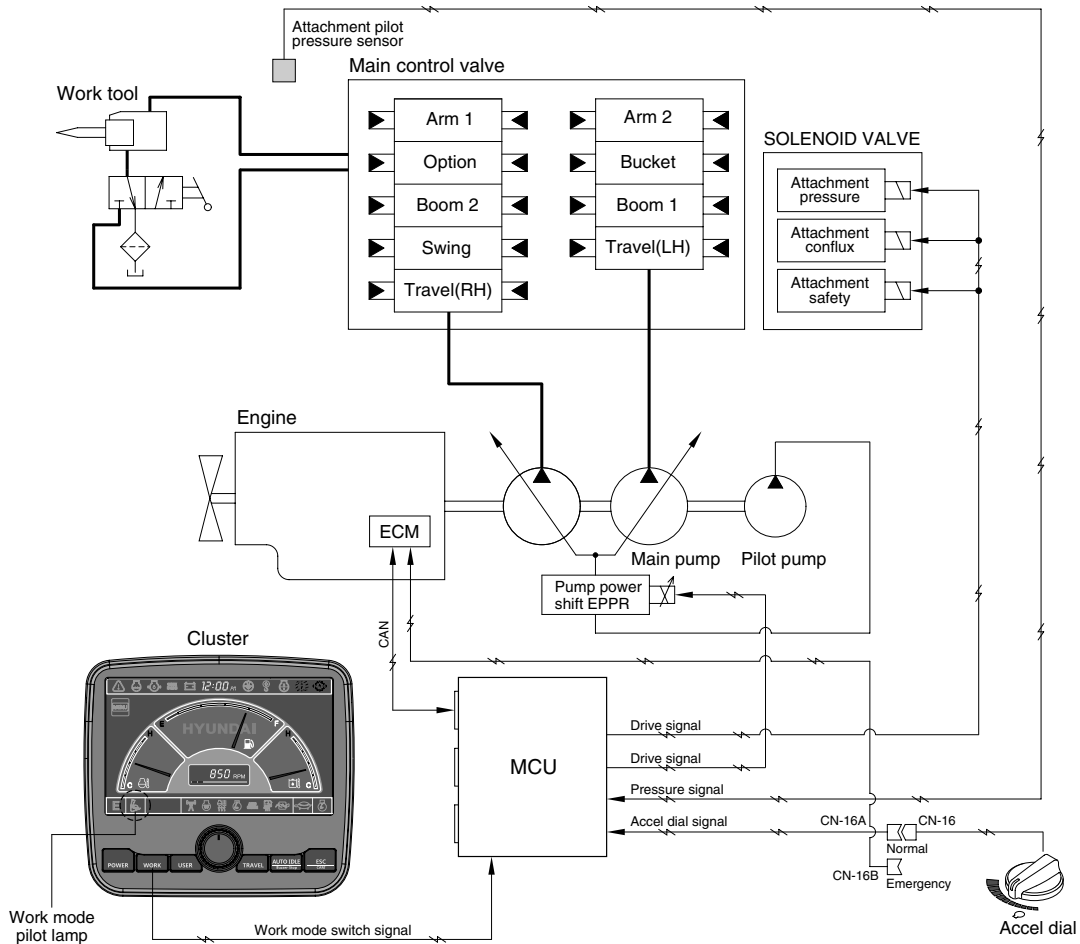 Attachment pilot
pressure sensor
Main control valve
Work tool
Arm 1
Option
Boom 2
Swing
Travel(RH)
Arm 2
Bucket
Boom 1
Travel(LH)
SOLENOID VALVE
Attachment
pressure
Attachment
conflux
Attachment
safety
Engine
ECM
Main pump
Pilot pump
Pump power
shift EPPR
CAN
Cluster
12:00
MENU
E
F
H
H
HYUNDAI
C
C
850 RPM
E
POWER
WORK
USER
TRAVEL
AUTO IDLE
ESC
MCU
Drive signal
Drive signal
Pressure signal
Accel dial signal
CN-16A
CN-16
Normal
CN-16B
Emergency
Accel dial
Work mode
pilot lamp
Work mode switch signal